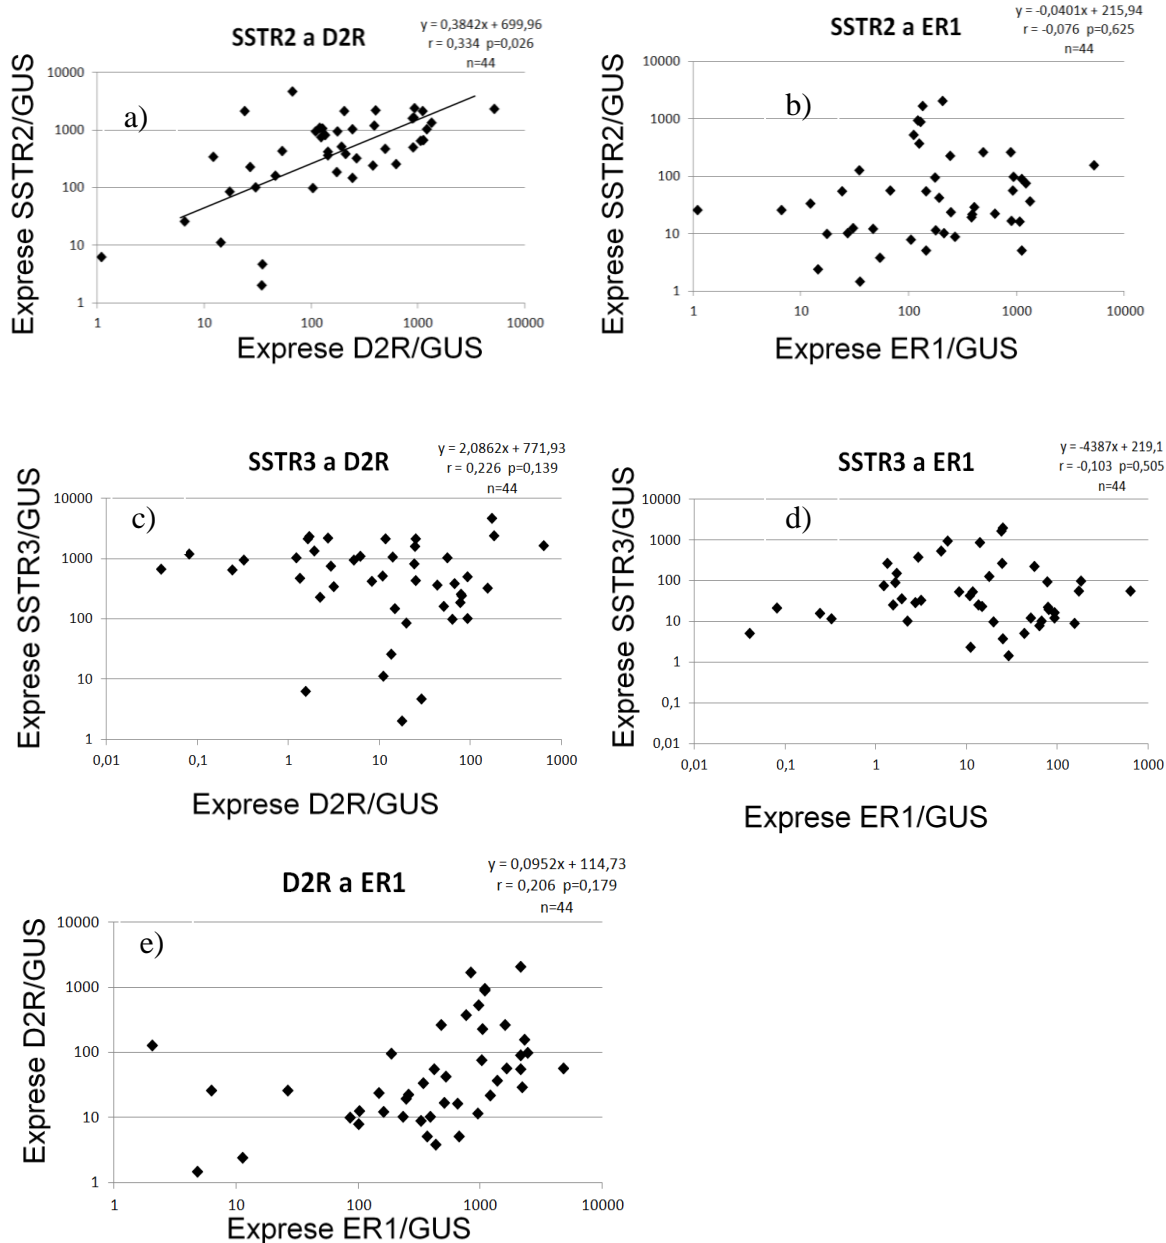 SSTR2 a D2R
y = 0,3842x + 699,96
r = 0,334 p=0,026
n=44
a)
Exprese SSTR2/GUS
10000
1000
100
10
1
1 10 100 1000 10000
Exprese D2R/GUS
SSTR2 a ER1
y = -0,0401x + 215,94
r = -0,076 p=0,625
n=44
b)
Exprese SSTR2/GUS
10000
1000
100
10
1
1 10 100 1000 10000
Exprese ER1/GUS
SSTR3 a D2R
y = 2,0862x + 771,93
r = 0,226 p=0,139
n=44
c)
Exprese SSTR3/GUS
10000
1000
100
10
1
0,01 0,1 1 10 100 1000
Exprese D2R/GUS
SSTR3 a ER1
y = -4387x + 219,1
r = -0,103 p=0,505
n=44
d)
Exprese SSTR3/GUS
10000
1000
100
10
1
0,1
0,01
0,01 0,1 1 10 100 1000
Exprese ER1/GUS
D2R a ER1
y = 0,0952x + 114,73
r = 0,206 p=0,179
n=44
e)
Exprese D2R/GUS
10000
1000
100
10
1
1 10 100 1000 10000
Exprese ER1/GUS